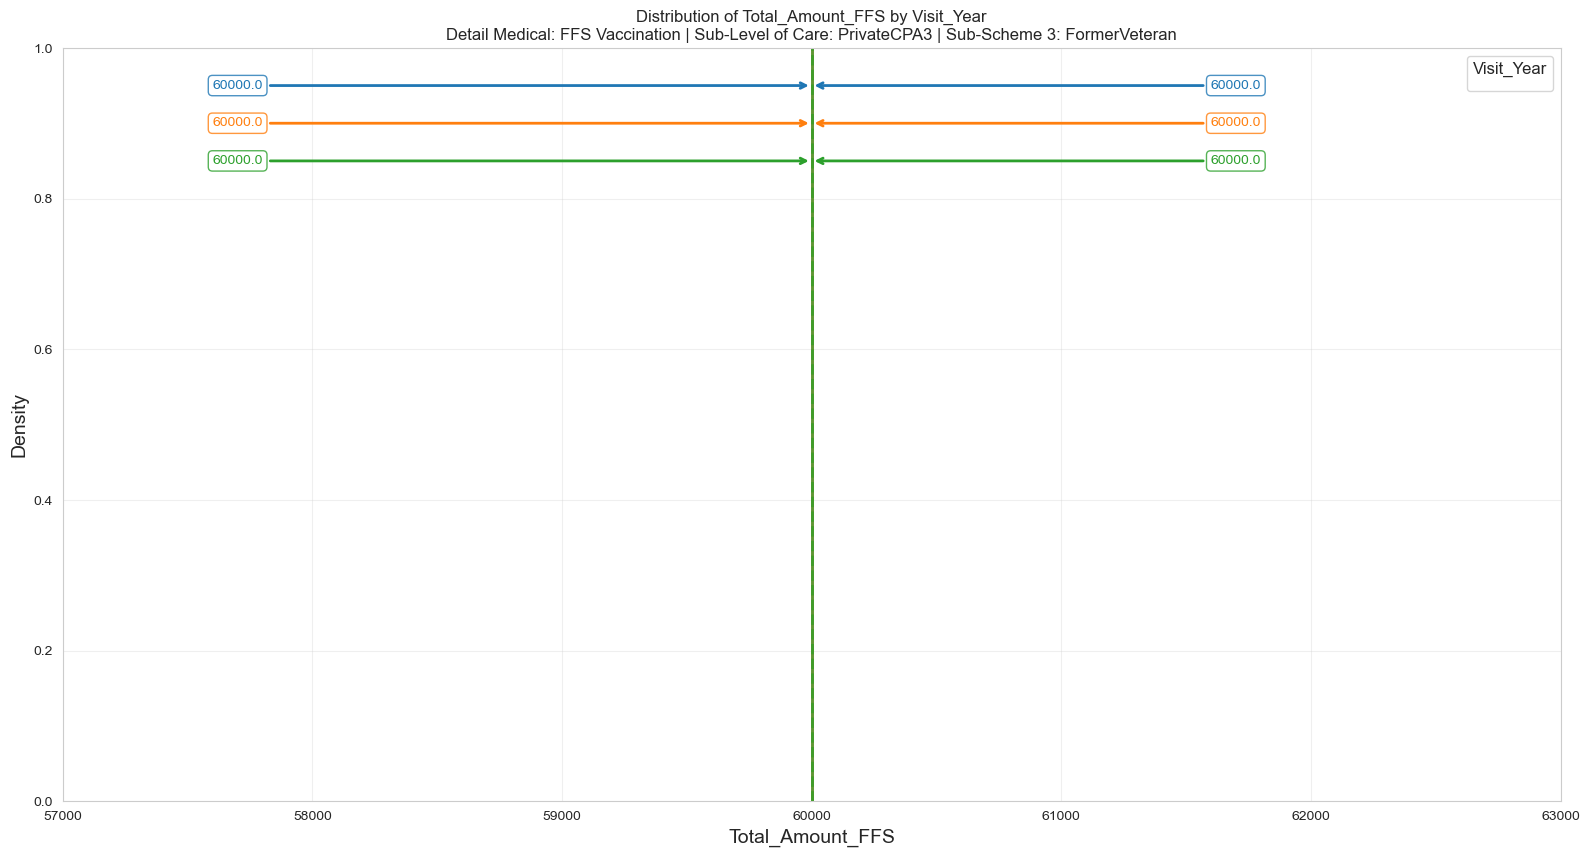 Distribution of Total_Amount_FFS by Visit_Year
Detail Medical: FFS Vaccination | Sub-Level of Care: PrivateCPA3 | Sub-Scheme 3: FormerVeteran
Visit_Year
60000.0 60000.0
60000.0 60000.0
60000.0 60000.0
1.0
0.8
0.6
0.4
0.2
0.0
Density
57000 58000 59000 60000 61000 62000 63000
Total_Amount_FFS